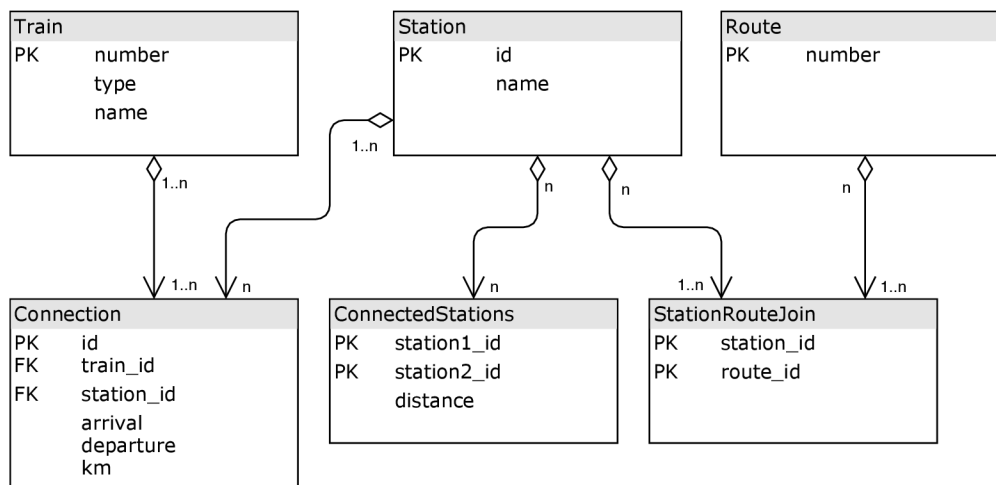 Train
PK number
type
name
Station
PK id
name
Route
PK number
1..n
1..n
n
n
n
1..n
n
n
1..n
1..n
Connection
PK id
FK train_id
FK station_id
arrival
departure
km
ConnectedStations
PK station1_id
PK station2_id
distance
StationRouteJoin
PK station_id
PK route_id